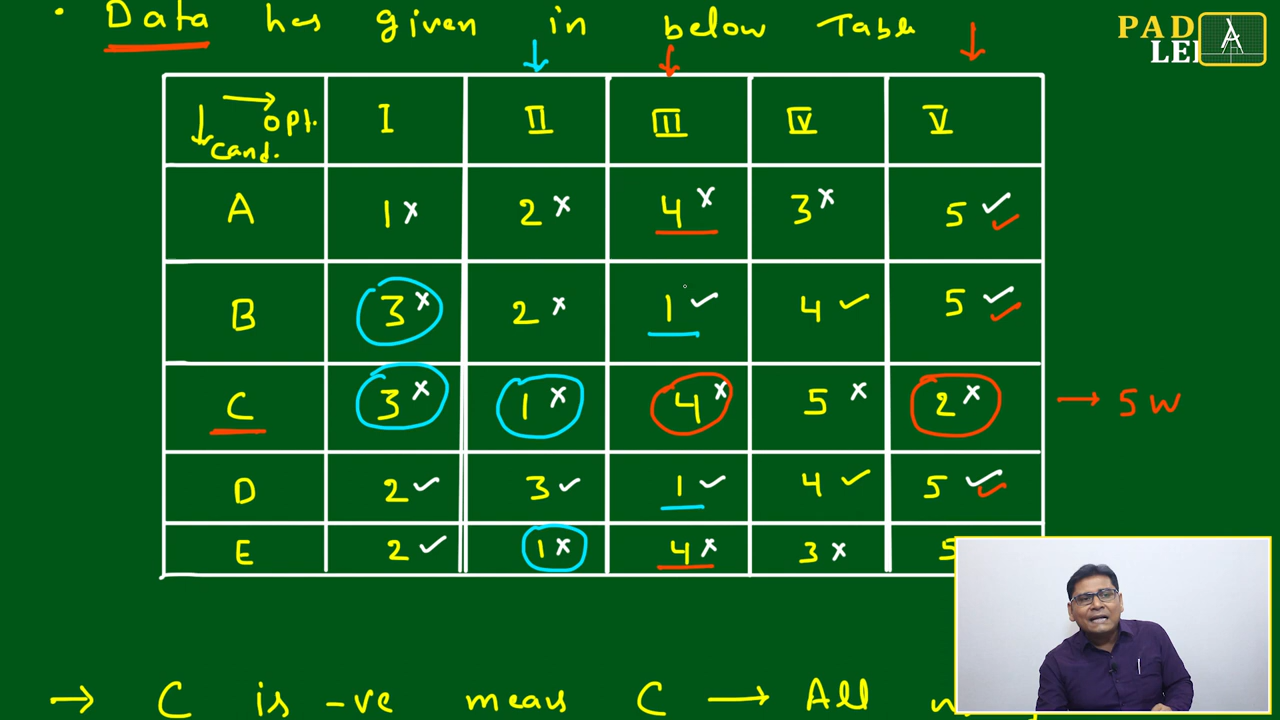 • Data has given in below Table
PAD
LE
A
→ opt. ↓ Cand. I II III IV V
A 1 x 2 x 4 x 3 x 5 ✓ ✓
B 3 x 2 x 1 ✓ 4 ✓ 5 ✓ ✓
C 3 x 1 x 4 x 5 x 2 x → 5 W
D 2 ✓ 3 ✓ 1 ✓ 4 ✓ 5 ✓ ✓
E 2 ✓ 1 x 4 x 3 x 5
→ C is -ve means C → All